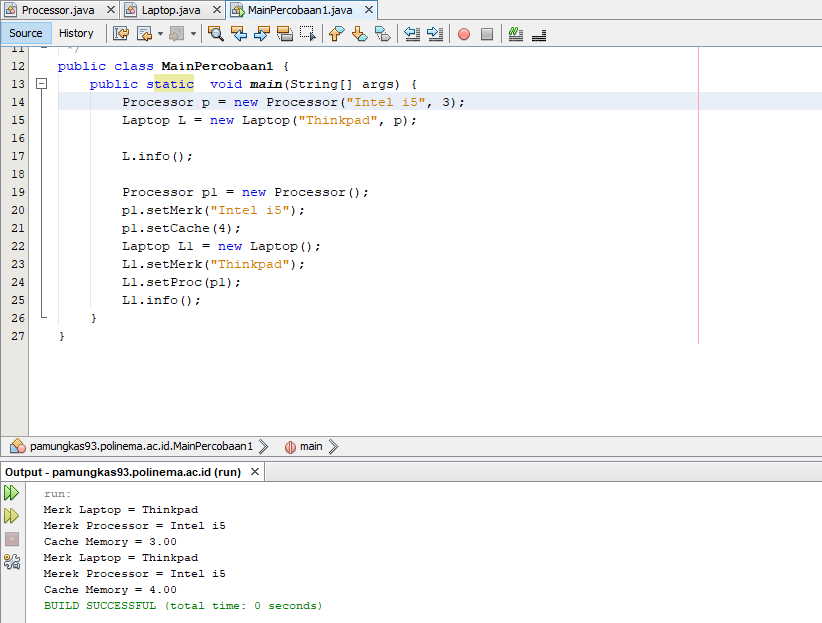 Processor.java Laptop.java MainPercobaan1.java
Source History
11 */
12 public class MainPercobaan1 {
13 public static void main(String[] args) {
14 Processor p = new Processor("Intel i5", 3);
15 Laptop L = new Laptop("Thinkpad", p);
16
17 L.info();
18
19 Processor p1 = new Processor();
20 p1.setMerk("Intel i5");
21 p1.setCache(4);
22 Laptop L1 = new Laptop();
23 L1.setMerk("Thinkpad");
24 L1.setProc(p1);
25 L1.info();
26 }
27 }
pamungkas93.polinema.ac.id.MainPercobaan1 main
Output - pamungkas93.polinema.ac.id (run)
run:
Merk Laptop = Thinkpad
Merek Processor = Intel i5
Cache Memory = 3.00
Merk Laptop = Thinkpad
Merek Processor = Intel i5
Cache Memory = 4.00
BUILD SUCCESSFUL (total time: 0 seconds)